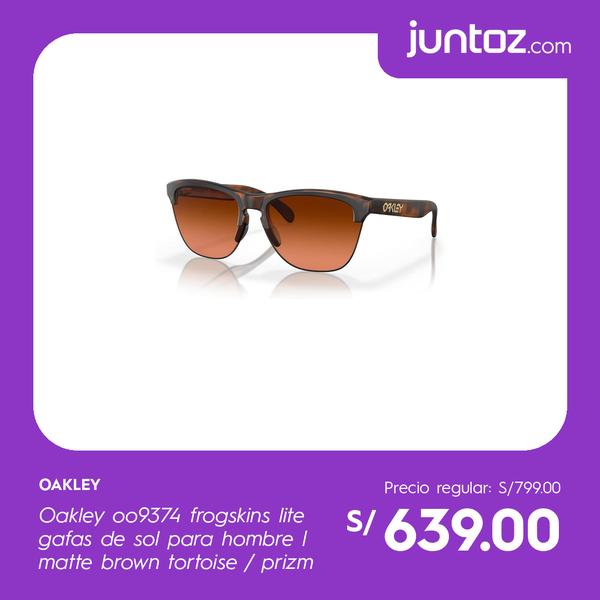 juntoz.com
OAKLEY
OAKLEY
Oakley oo9374 frogskins lite
gafas de sol para hombre |
matte brown tortoise / prizm
Precio regular: S/799.00
S/ 639.00